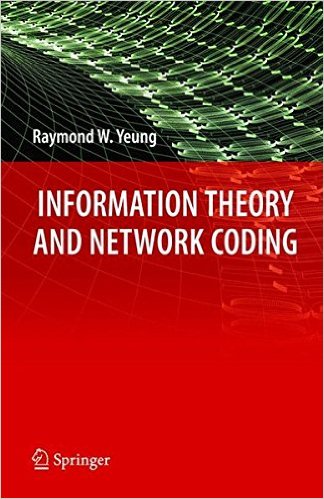 Raymond W. Yeung
INFORMATION THEORY
AND NETWORK CODING
Springer